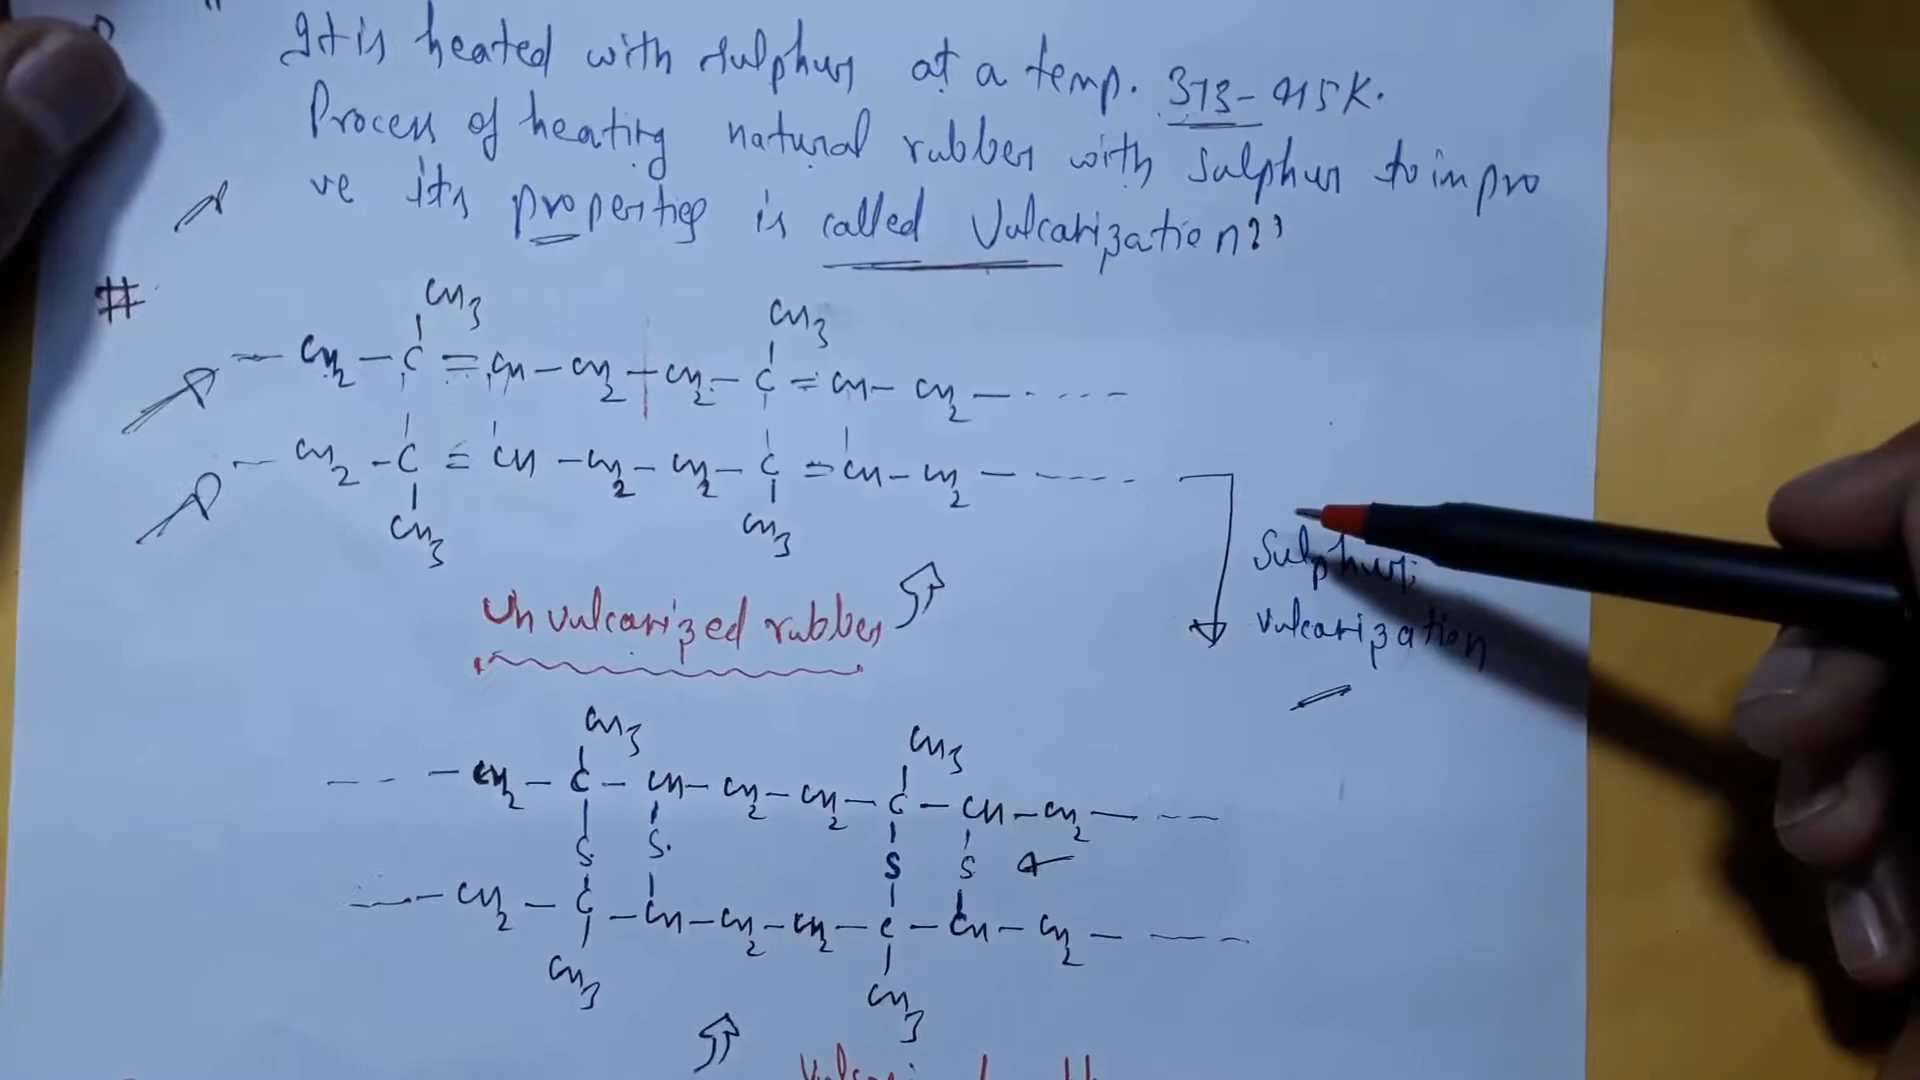 It is heated with sulphur at a temp. 373-415K.
Process of heating natural rubber with sulphur to impro
ve its properties is called Vulcanization"
#
CH3 CH3
CH2-C=CH-CH2-CH2-C=CH-CH2-----
CH2-C=CH-CH2-CH2-C=CH-CH2-----
CH3 CH3
Sulphur;
vulcanization
Unvulcanized rubber
CH3 CH3
----CH2-C-CH-CH2-CH2-C-CH-CH2---
S S S S
---CH2-C-CH-CH2-CH2-C-CH-CH2----
CH3 CH3